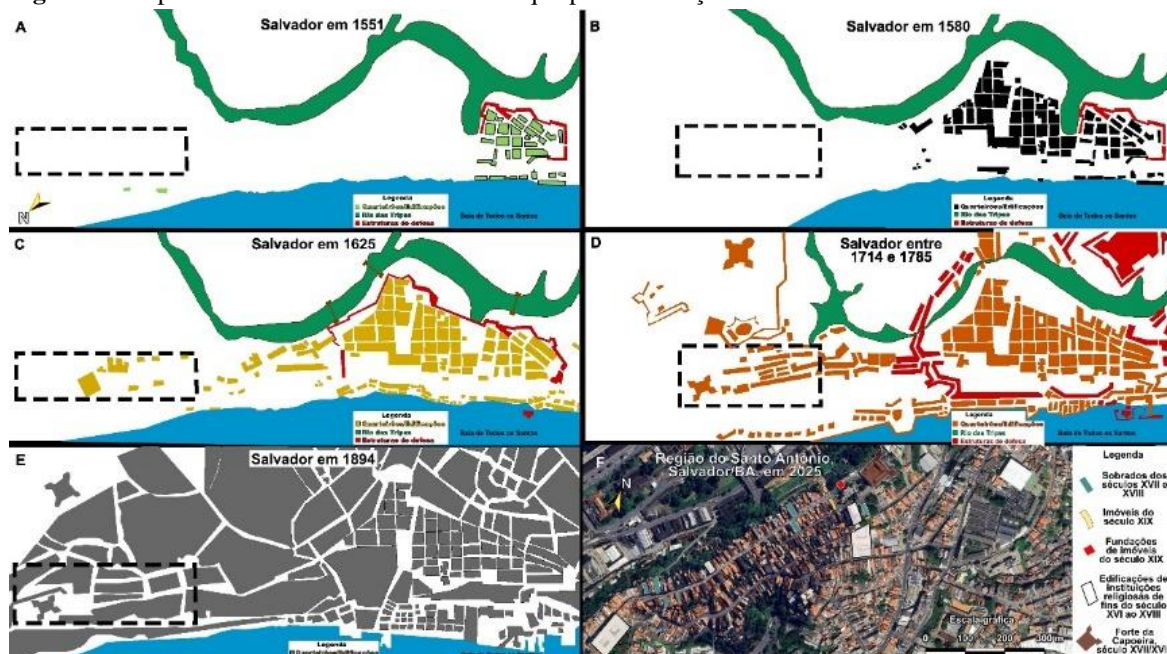 A
Salvador em 1551
N
Legenda
Quarteirões/Edificações
Rio das Tripas
Estruturas de defesa
Baía de Todos os Santos
B
Salvador em 1580
Legenda
Quarteirões/Edificações
Rio das Tripas
Estruturas de defesa
Baía de Todos os Santos
C
Salvador em 1625
Legenda
Quarteirões/Edificações
Rio das Tripas
Estruturas de defesa
Baía de Todos os Santos
D
Salvador entre
1714 e 1785
Legenda
Quarteirões/Edificações
Rio das Tripas
Estruturas de defesa
Baía de Todos os Santos
E
Salvador em 1894
Legenda
Quarteirões/Edificações
F
Região do Santo Antônio,
Salvador/BA, em 2025
N
Escala gráfica
0 100 200 300 m
Legenda
Sobrados dos
séculos XVII e
XVIII
Imóveis do
século XIX
Fundações
de imóveis
do século XIX
Edificações de
instituições
religiosas de
fins do século
XVI ao XVIII
Forte da
Capoeira,
século XVII/XVI